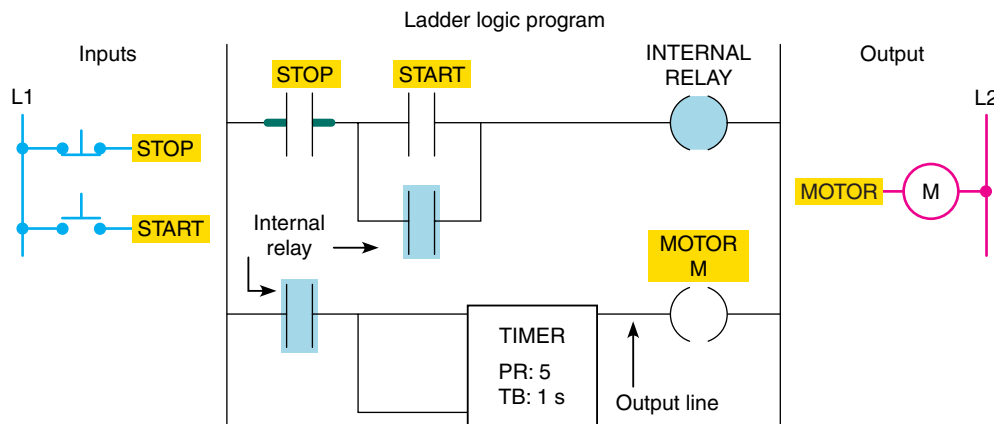 Ladder logic program
Inputs
L1
STOP
START
STOP
START
INTERNAL
RELAY
Internal
relay
MOTOR
M
TIMER
PR: 5
TB: 1 s
Output line
Output
L2
MOTOR
M